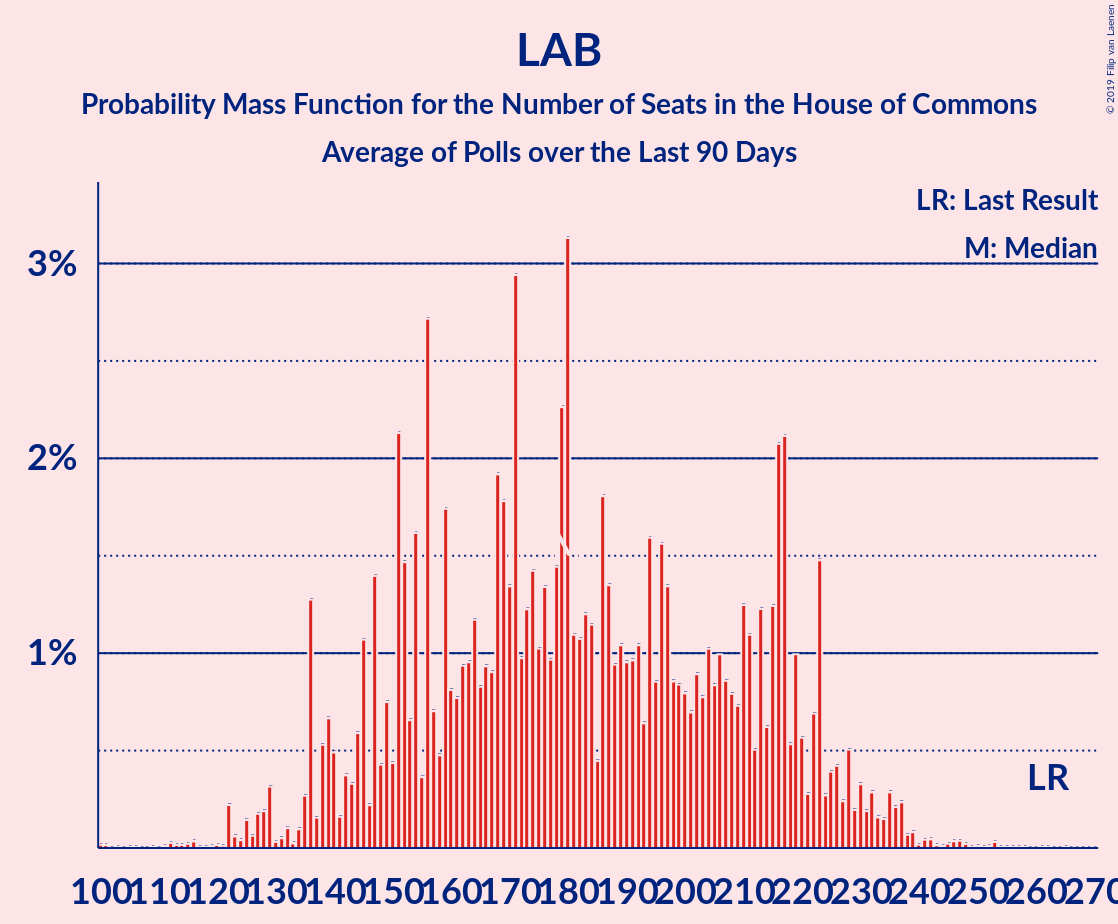 LAB
Probability Mass Function for the Number of Seats in the House of Commons
Average of Polls over the Last 90 Days
© 2019 Filip van Laenen
LR: Last Result
M: Median
3%
2%
1%
LR
100 110 120 130 140 150 160 170 180 190 200 210 220 230 240 250 260 270